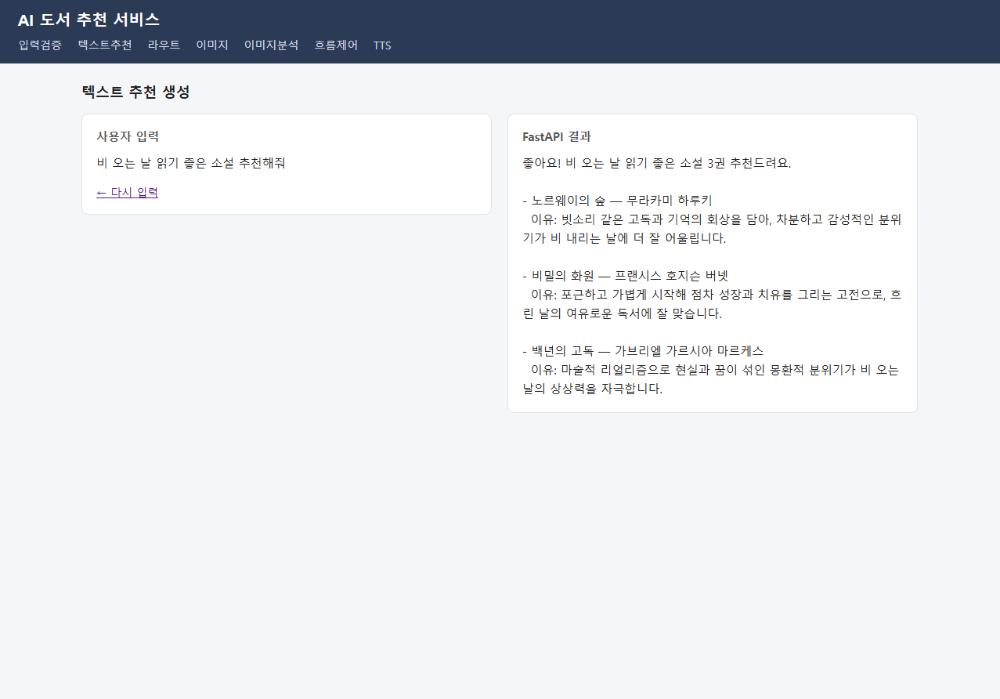 AI 도서 추천 서비스
입력검증 텍스트추천 라우트 이미지 이미지분석 흐름제어 TTS
텍스트 추천 생성
사용자 입력
비 오는 날 읽기 좋은 소설 추천해줘
← 다시 입력
FastAPI 결과
좋아요! 비 오는 날 읽기 좋은 소설 3권 추천드려요.
- 노르웨이의 숲 — 무라카미 하루키
이유: 빗소리 같은 고독과 기억의 회상을 담아, 차분하고 감성적인 분위
기가 비 내리는 날에 더 잘 어울립니다.
- 비밀의 화원 — 프랜시스 호지슨 버넷
이유: 포근하고 가볍게 시작해 점차 성장과 치유를 그리는 고전으로, 흐
린 날의 여유로운 독서에 잘 맞습니다.
- 백년의 고독 — 가브리엘 가르시아 마르케스
이유: 마술적 리얼리즘으로 현실과 꿈이 섞인 몽환적 분위기가 비 오는
날의 상상력을 자극합니다.